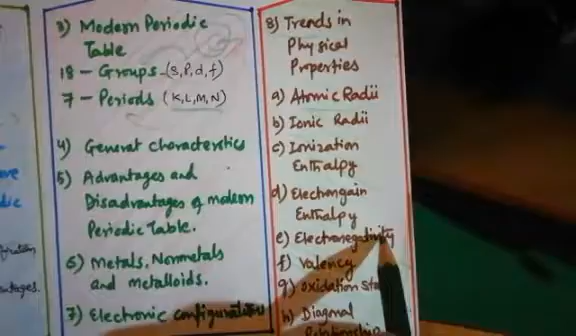 3) Modern Periodic
Table
18 - Groups - (s, p, d, f)
7 - Periods (K, L, M, N)
4) General characteristics
5) Advantages and
Disadvantages of modern
Periodic Table.
6) Metals, Nonmetals
and metalloids.
7) Electronic configuration
8) Trends in
Physical
Properties
a) Atomic Radii
b) Ionic Radii
c) Ionization
Enthalpy
d) Electrongain
Enthalpy
e) Electronegativity
f) Valency
g) Oxidation
h) Diagonal
Relationship